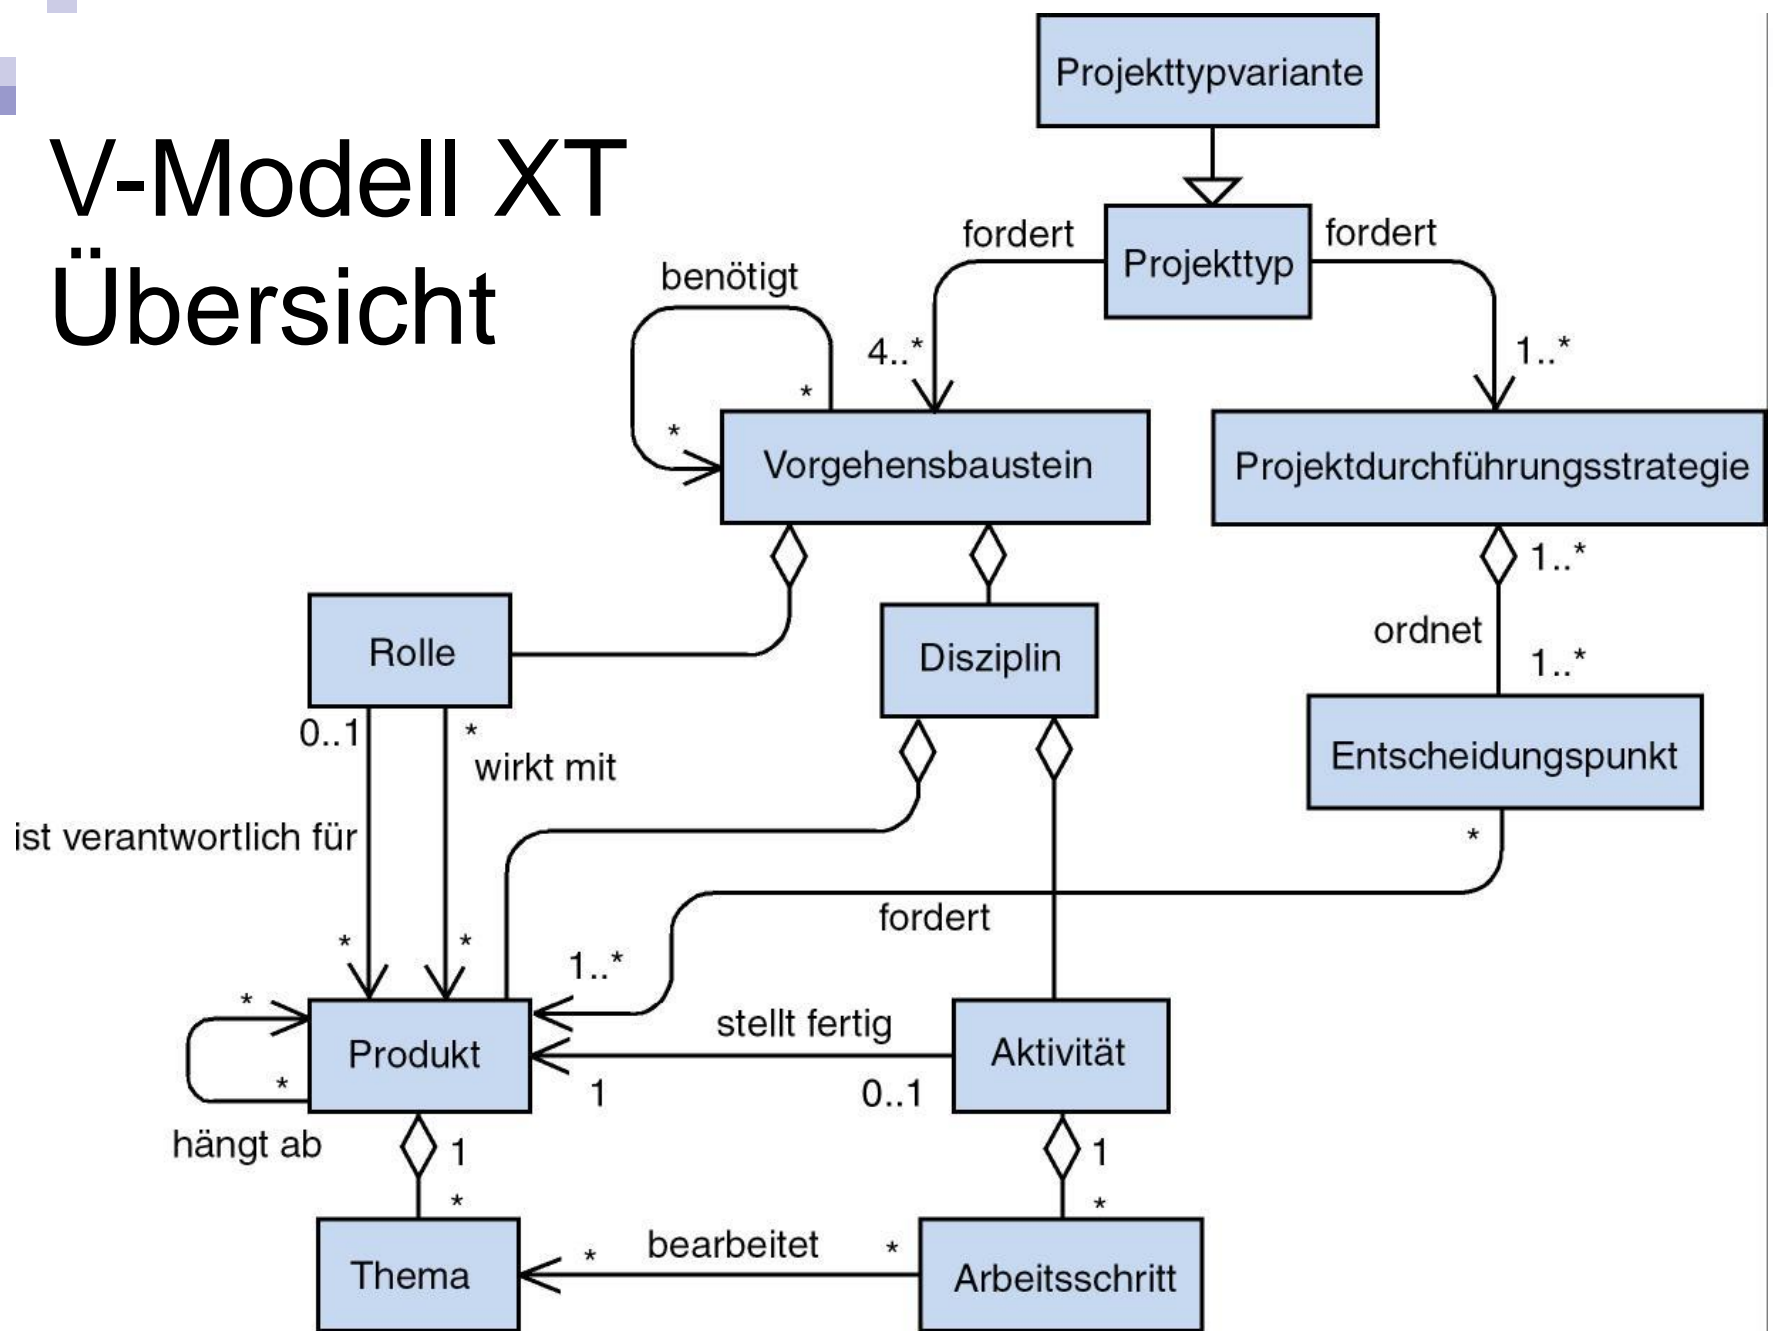 V-Modell XT
Übersicht
Projekttypvariante
fordert
Projekttyp
fordert
benötigt
4..*
1..*
*
*
Vorgehensbaustein
Projektdurchführungsstrategie
1..*
Rolle
Disziplin
ordnet
1..*
0..1
*
wirkt mit
Entscheidungspunkt
ist verantwortlich für
*
fordert
*
*
1..*
*
stellt fertig
Produkt
Aktivität
*
1
0..1
hängt ab
1
1
*
*
bearbeitet
*
*
Thema
Arbeitsschritt